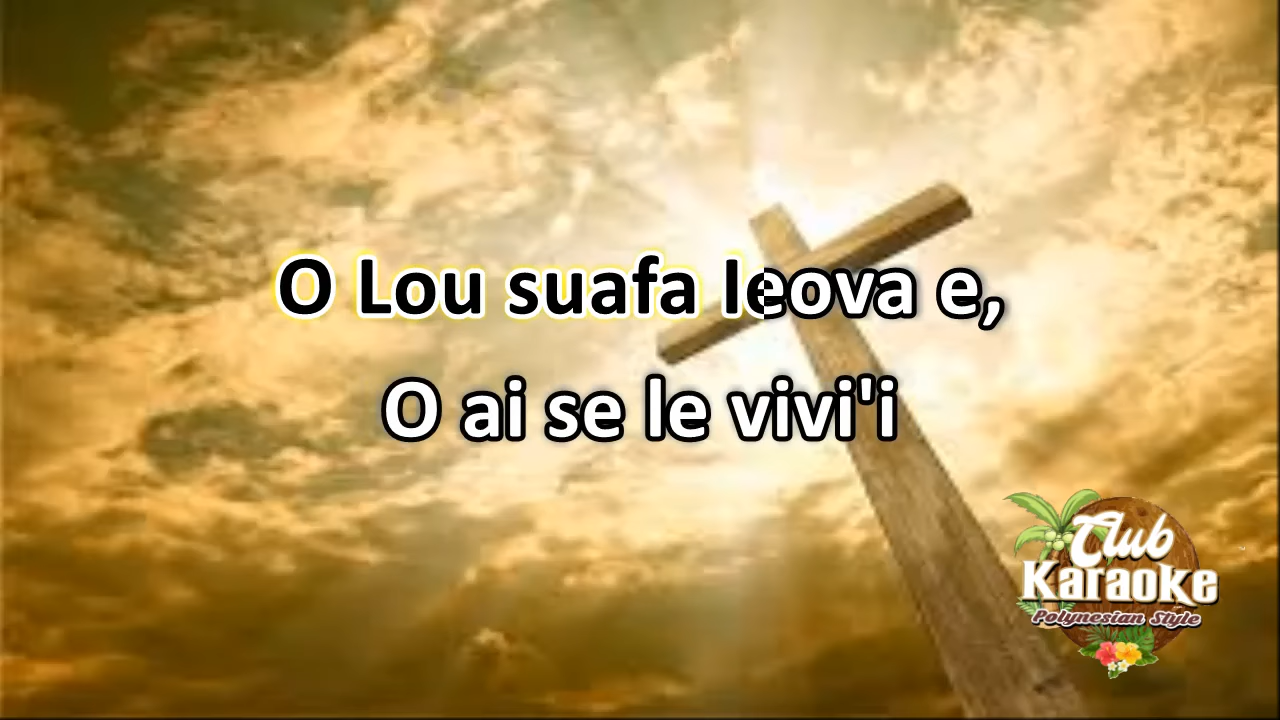 O Lou suafa Ieova e,
O ai se le vivi'i
Club
Karaoke
Polynesian Style